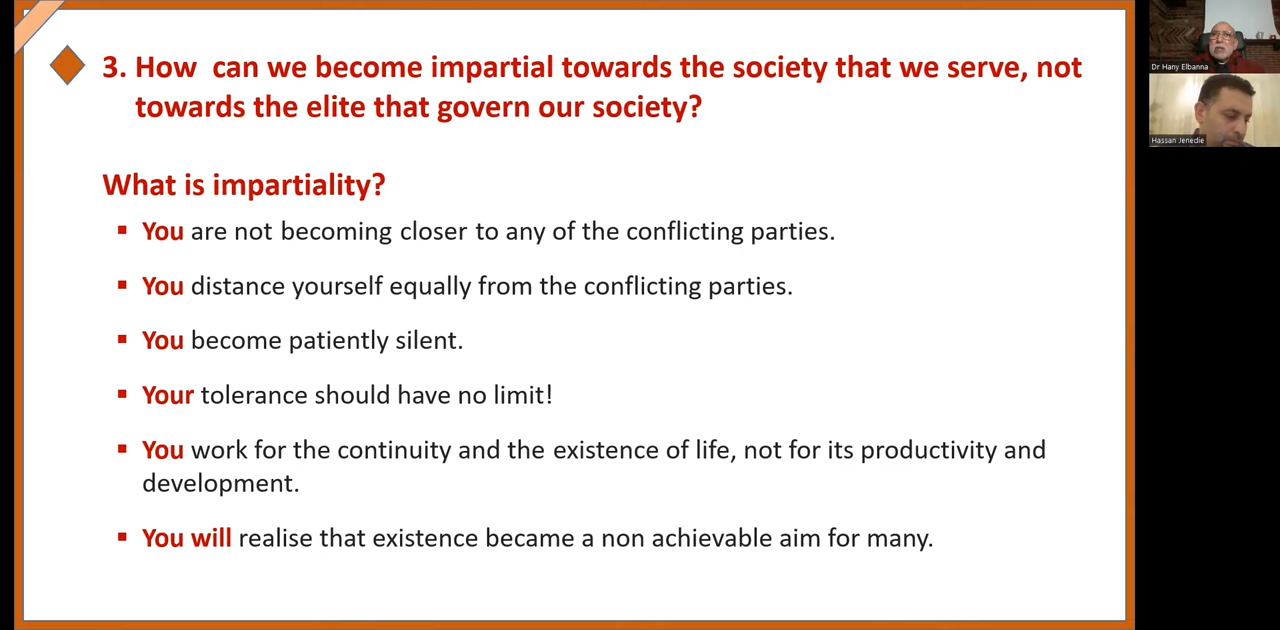 3. How can we become impartial towards the society that we serve, not
towards the elite that govern our society?
What is impartiality?
▪ You are not becoming closer to any of the conflicting parties.
▪ You distance yourself equally from the conflicting parties.
▪ You become patiently silent.
▪ Your tolerance should have no limit!
▪ You work for the continuity and the existence of life, not for its productivity and
development.
▪ You will realise that existence became a non achievable aim for many.
Dr Hany Elbanna
Hassan Jenedie